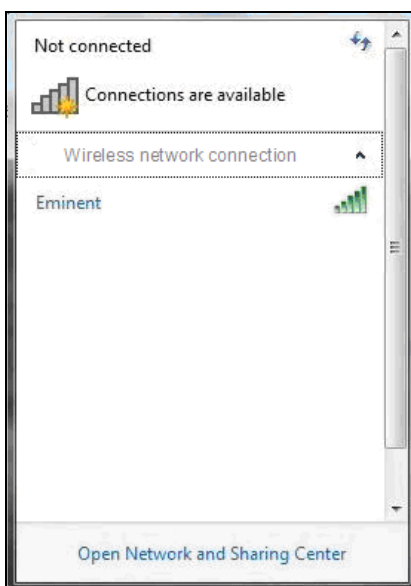 Not connected
Connections are available
Wireless network connection
Eminent
Open Network and Sharing Center